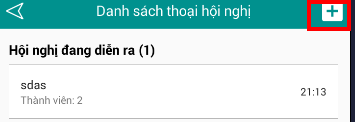 Danh sách thoại hội nghị
Hội nghị đang diễn ra (1)
sdas
Thành viên: 2
21:13